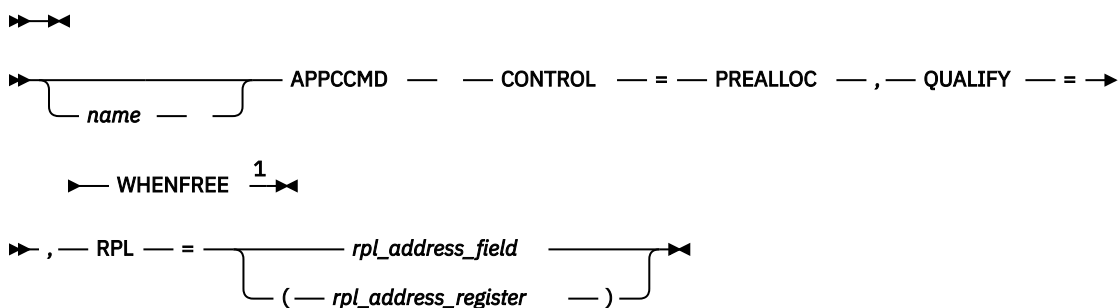 APPCCMD CONTROL = PREALLOC , QUALIFY =
name
WHENFREE 1
, RPL = rpl_address_field
( rpl_address_register )